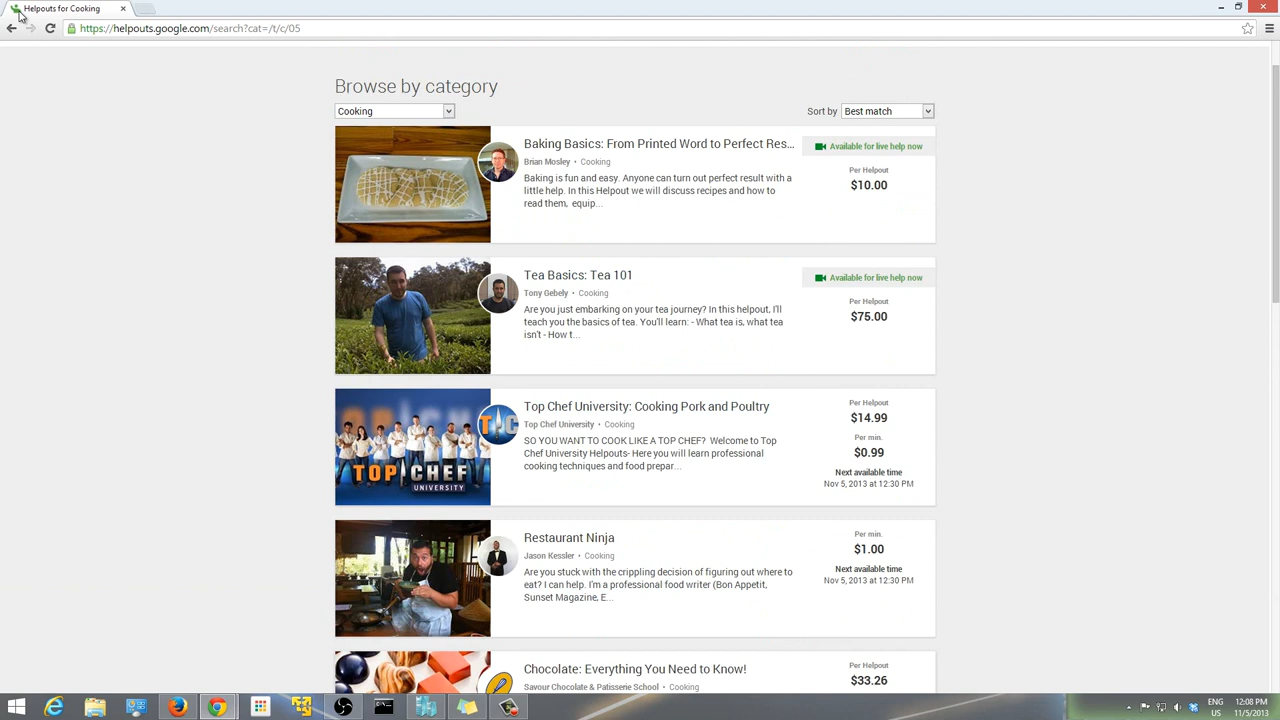 Helpouts for Cooking
https://helpouts.google.com/search?cat=/t/c/05
Browse by category
Cooking
Sort by Best match
Baking Basics: From Printed Word to Perfect Res...
Brian Mosley • Cooking
Baking is fun and easy. Anyone can turn out perfect result with a
little help. In this Helpout we will discuss recipes and how to
read them, equip...
Available for live help now
Per Helpout
$10.00
Tea Basics: Tea 101
Tony Gebely • Cooking
Are you just embarking on your tea journey? In this helpout, I'll
teach you the basics of tea. You'll learn: - What tea is, what tea
isn't - How t...
Available for live help now
Per Helpout
$75.00
TOP CHEF
UNIVERSITY
TC
Top Chef University: Cooking Pork and Poultry
Top Chef University • Cooking
SO YOU WANT TO COOK LIKE A TOP CHEF? Welcome to Top
Chef University Helpouts- Here you will learn professional
cooking techniques and food prepar...
Per Helpout
$14.99
Per min.
$0.99
Next available time
Nov 5, 2013 at 12:30 PM
Restaurant Ninja
Jason Kessler • Cooking
Are you stuck with the crippling decision of figuring out where to
eat? I can help. I'm a professional food writer (Bon Appetit,
Sunset Magazine, E...
Per min.
$1.00
Next available time
Nov 5, 2013 at 12:30 PM
Chocolate: Everything You Need to Know!
Savour Chocolate & Patisserie School • Cooking
Per Helpout
$33.26
ENG
US
12:08 PM
11/5/2013